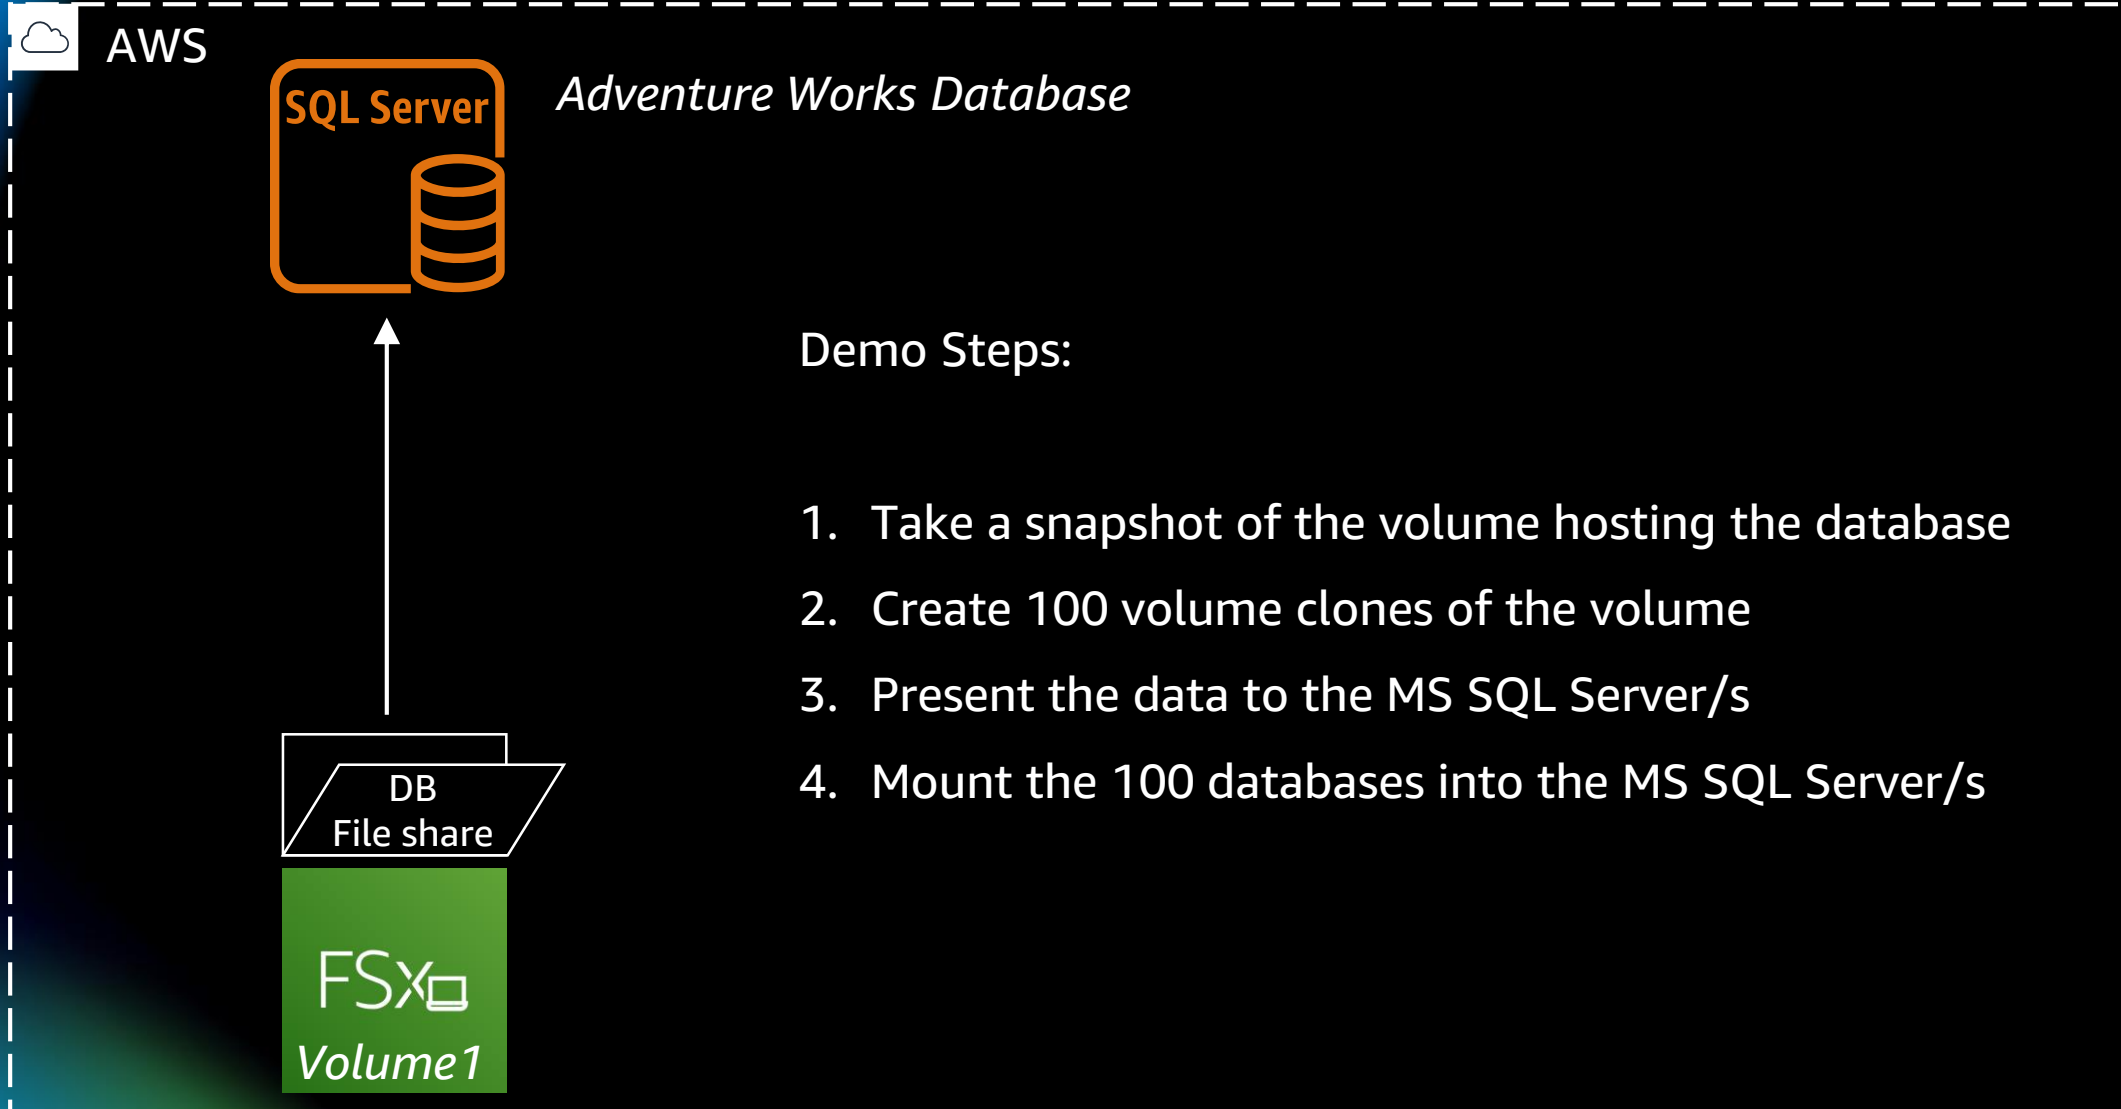 AWS
SQL Server
Adventure Works Database
Demo Steps:
1. Take a snapshot of the volume hosting the database
2. Create 100 volume clones of the volume
3. Present the data to the MS SQL Server/s
4. Mount the 100 databases into the MS SQL Server/s
DB
File share
FSx
Volume1